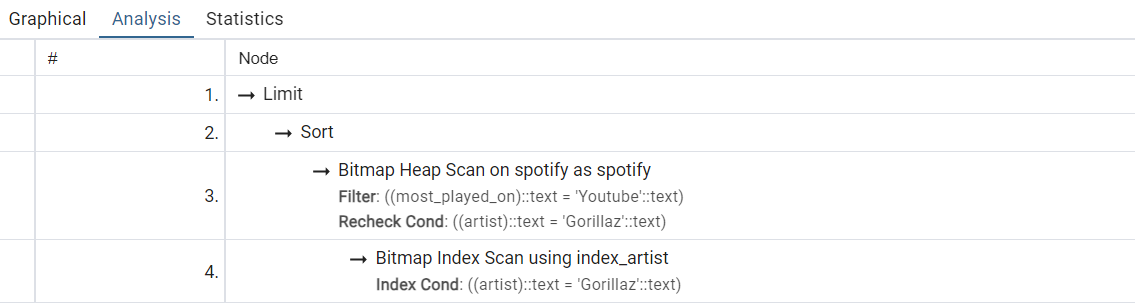 Graphical Analysis Statistics
# Node
1. → Limit
2. → Sort
→ Bitmap Heap Scan on spotify as spotify
3. Filter: ((most_played_on)::text = 'Youtube'::text)
Recheck Cond: ((artist)::text = 'Gorillaz'::text)
→ Bitmap Index Scan using index_artist
4. Index Cond: ((artist)::text = 'Gorillaz'::text)